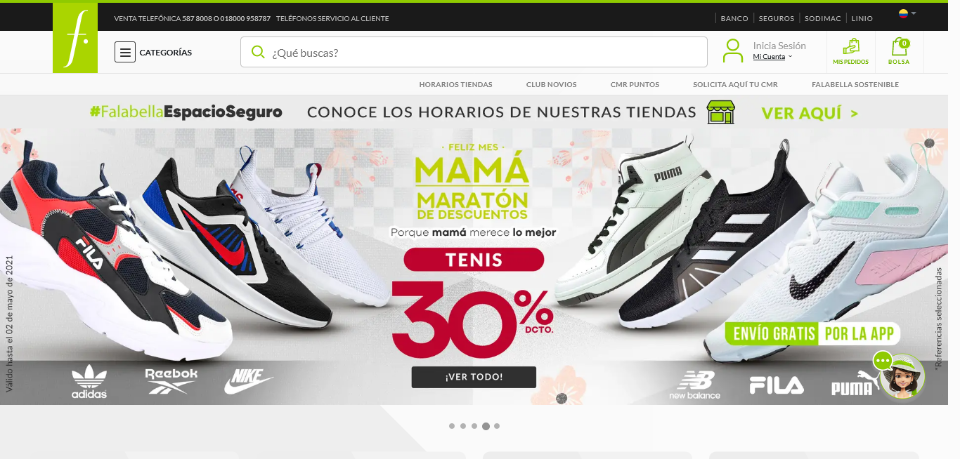 VENTA TELEFÓNICA 587 8008 O 018000 958787 TELÉFONOS SERVICIO AL CLIENTE
BANCO SEGUROS SODIMAC LINIO
f.
CATEGORÍAS
¿Qué buscas?
Inicia Sesión
Mi Cuenta
MIS PEDIDOS
0
BOLSA
HORARIOS TIENDAS CLUB NOVIOS CMR PUNTOS SOLICITA AQUÍ TU CMR FALABELLA SOSTENIBLE
#FalabellaEspacioSeguro CONOCE LOS HORARIOS DE NUESTRAS TIENDAS VER AQUÍ >
· FELIZ MES ·
MAMÁ
MARATÓN
DE DESCUENTOS
Porque mamá merece lo mejor
TENIS
30%
DCTO.
¡VER TODO!
FILA
PUMA
ENVÍO GRATIS POR LA APP
Válido hasta el 02 de mayo de 2021
*Referencias seleccionadas
adidas
Reebok
NIKE
new balance
FILA
PUMA